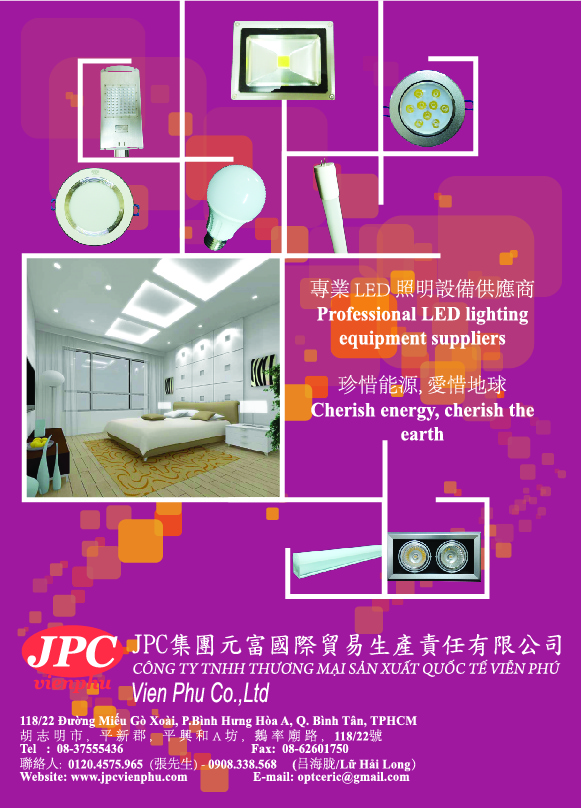 專業 LED 照明設備供應商
Professional LED lighting
equipment suppliers
珍惜能源, 愛惜地球
Cherish energy, cherish the
earth
JPC
vienphu
JPC集團元富國際貿易生產責任有限公司
CÔNG TY TNHH THƯƠNG MẠI SẢN XUẤT QUỐC TẾ VIỄN PHÚ
Vien Phu Co.,Ltd
118/22 Đường Miếu Gò Xoài, P.Bình Hưng Hòa A, Q. Bình Tân, TPHCM
胡志明市, 平新郡, 平興和A坊, 鵝率廟路, 118/22號
Tel : 08-37555436 Fax: 08-62601750
聯絡人: 0120.4575.965 (張先生) - 0908.338.568 (吕海胧/Lữ Hải Long)
Website: www.jpcvienphu.com E-mail: optceric@gmail.com